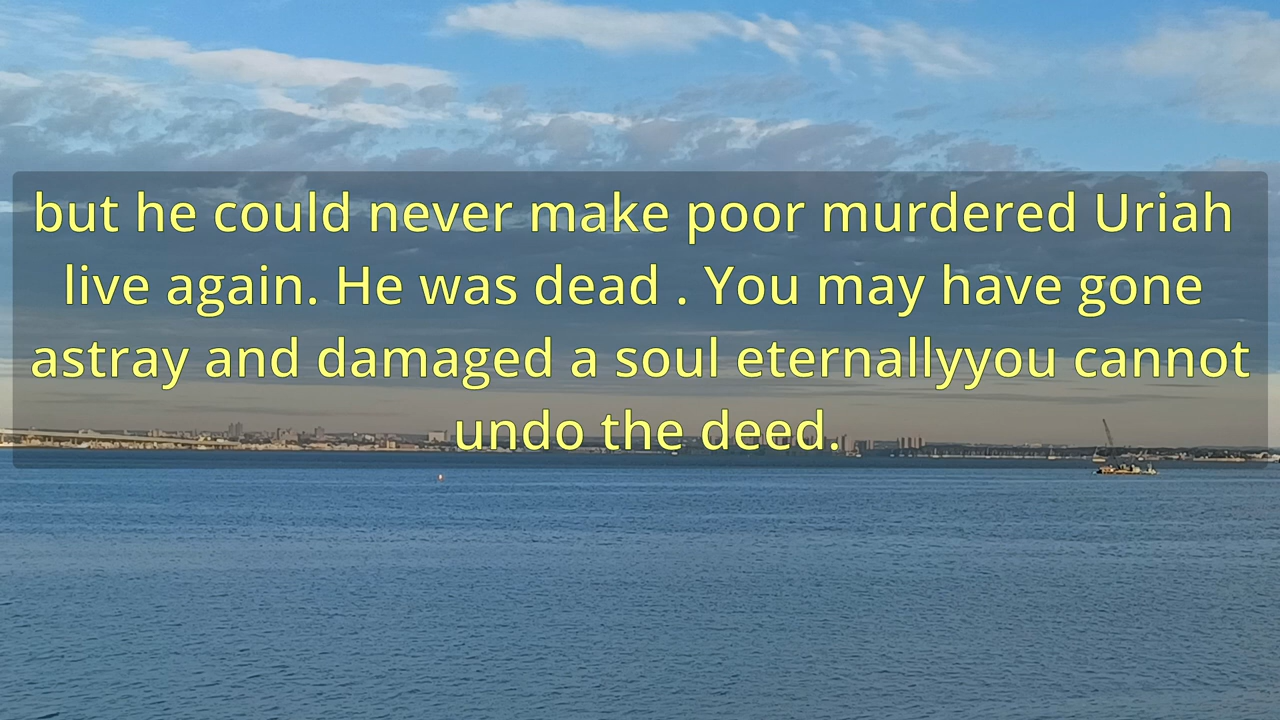 but he could never make poor murdered Uriah
live again. He was dead . You may have gone
astray and damaged a soul eternallyyou cannot
undo the deed.